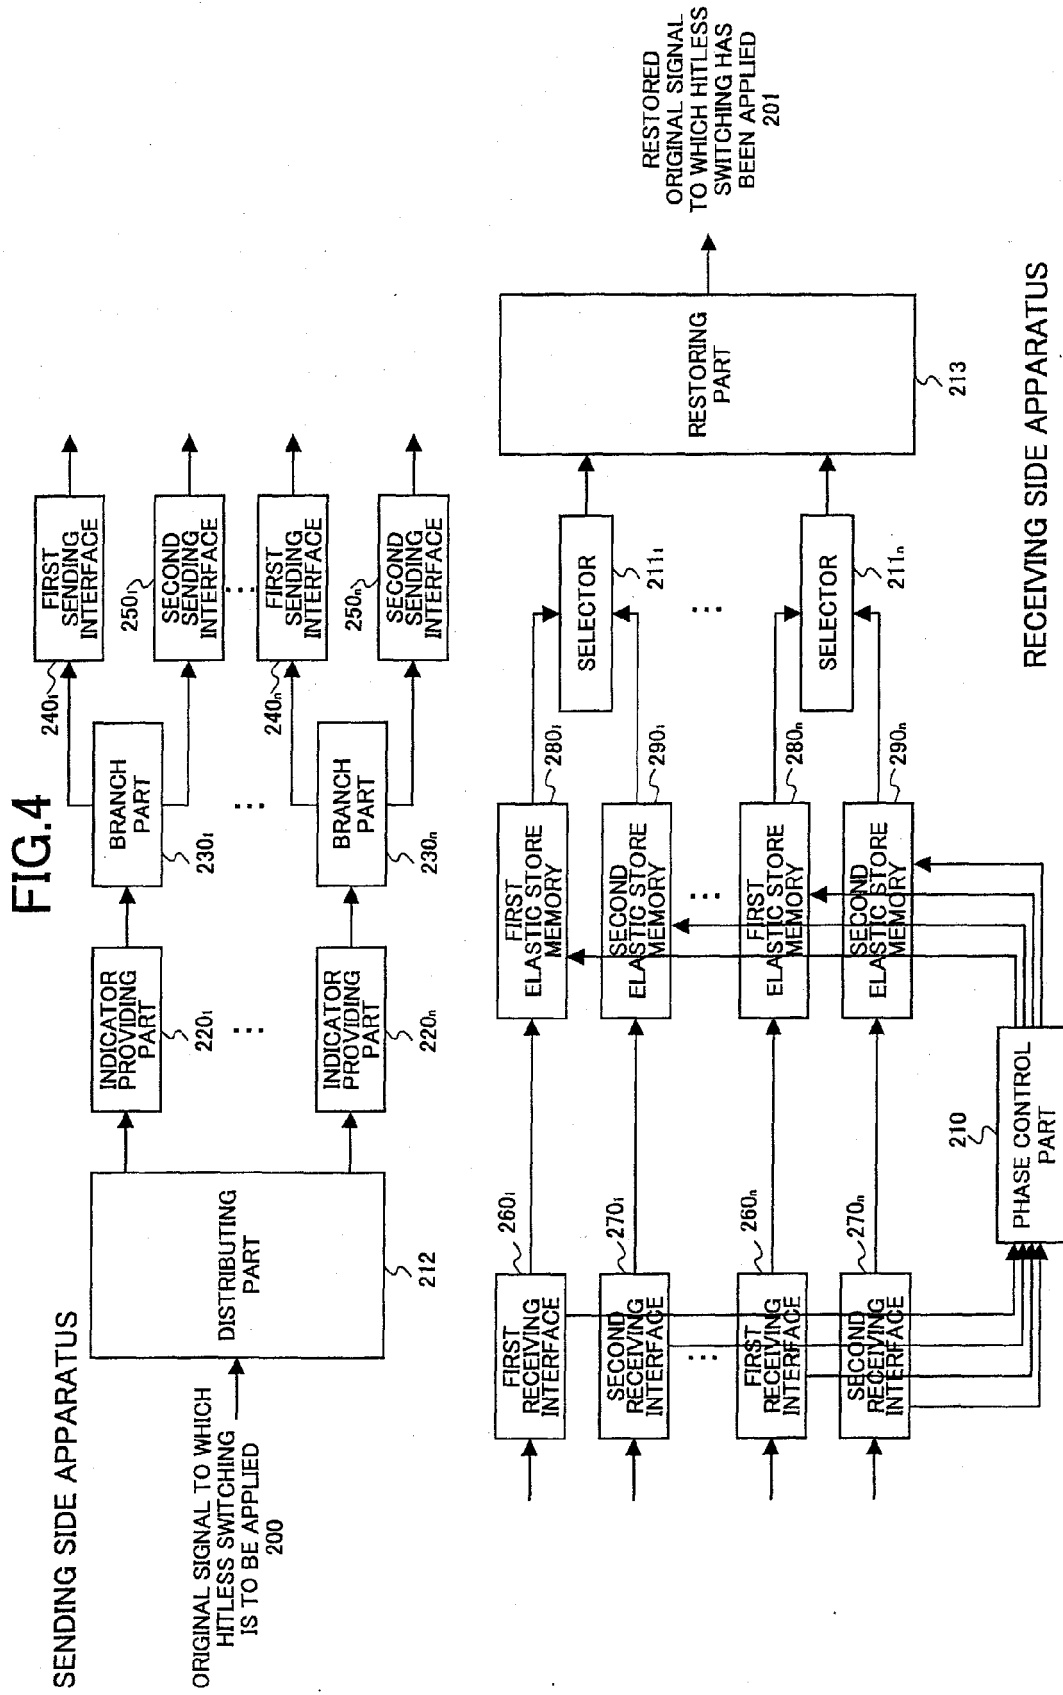 FIG.4
SENDING SIDE APPARATUS
ORIGINAL SIGNAL TO WHICH
HITLESS SWITCHING
IS TO BE APPLIED
200
DISTRIBUTING
PART
212
INDICATOR
PROVIDING
PART
220₁
...
INDICATOR
PROVIDING
PART
220ₙ
BRANCH
PART
230₁
...
BRANCH
PART
230ₙ
240₁
FIRST
SENDING
INTERFACE
250₁
SECOND
SENDING
INTERFACE
...
240ₙ
FIRST
SENDING
INTERFACE
250ₙ
SECOND
SENDING
INTERFACE
FIRST
RECEIVING
INTERFACE
260₁
SECOND
RECEIVING
INTERFACE
270₁
...
FIRST
RECEIVING
INTERFACE
260ₙ
SECOND
RECEIVING
INTERFACE
270ₙ
210
PHASE CONTROL
PART
FIRST
ELASTIC STORE
MEMORY
280₁
SECOND
ELASTIC STORE
MEMORY
290₁
...
FIRST
ELASTIC STORE
MEMORY
280ₙ
SECOND
ELASTIC STORE
MEMORY
290ₙ
SELECTOR
211₁
...
SELECTOR
211ₙ
RESTORING
PART
213
RESTORED
ORIGINAL SIGNAL
TO WHICH HITLESS
SWITCHING HAS
BEEN APPLIED
201
RECEIVING SIDE APPARATUS